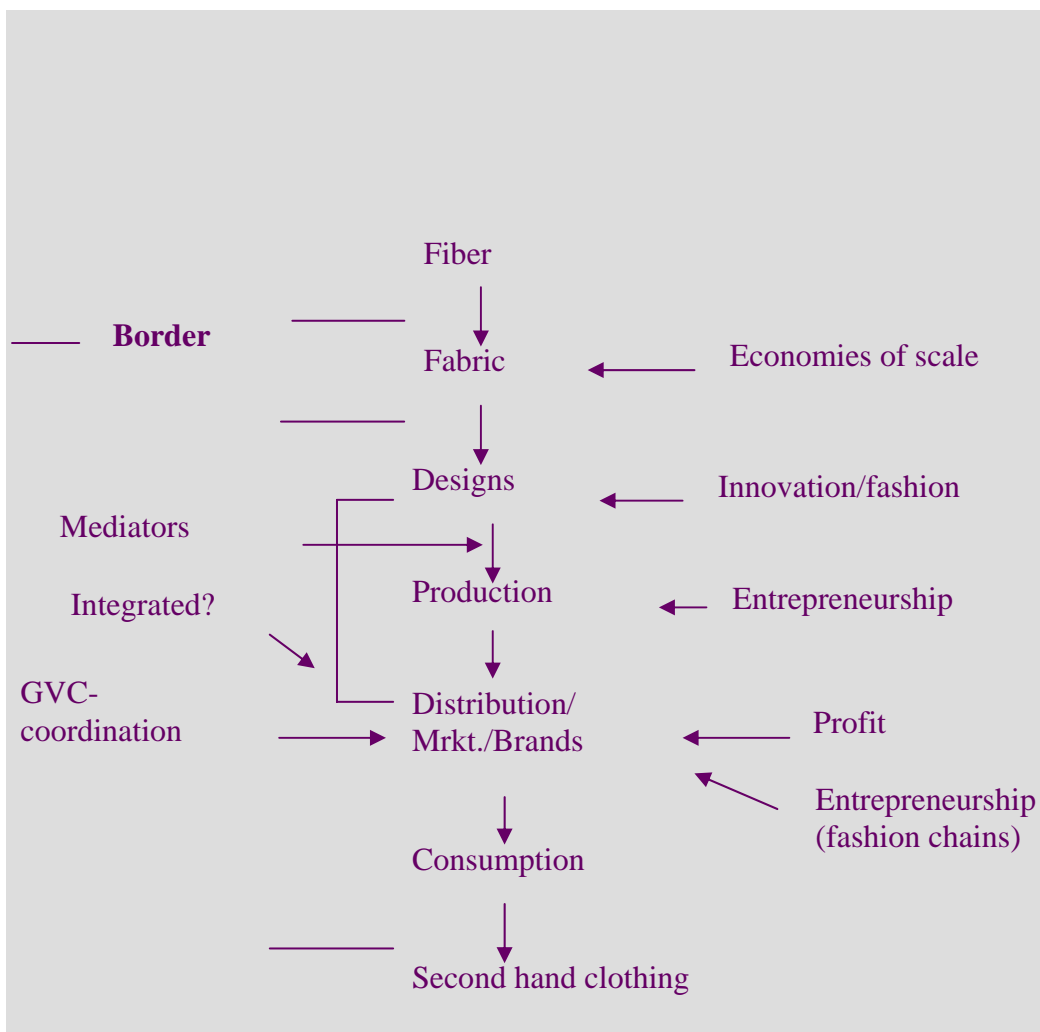 Fiber
Border
Fabric
Economies of scale
Designs
Innovation/fashion
Mediators
Production
Integrated?
Entrepreneurship
GVC-
coordination
Distribution/
Mrkt./Brands
Profit
Entrepreneurship
(fashion chains)
Consumption
Second hand clothing